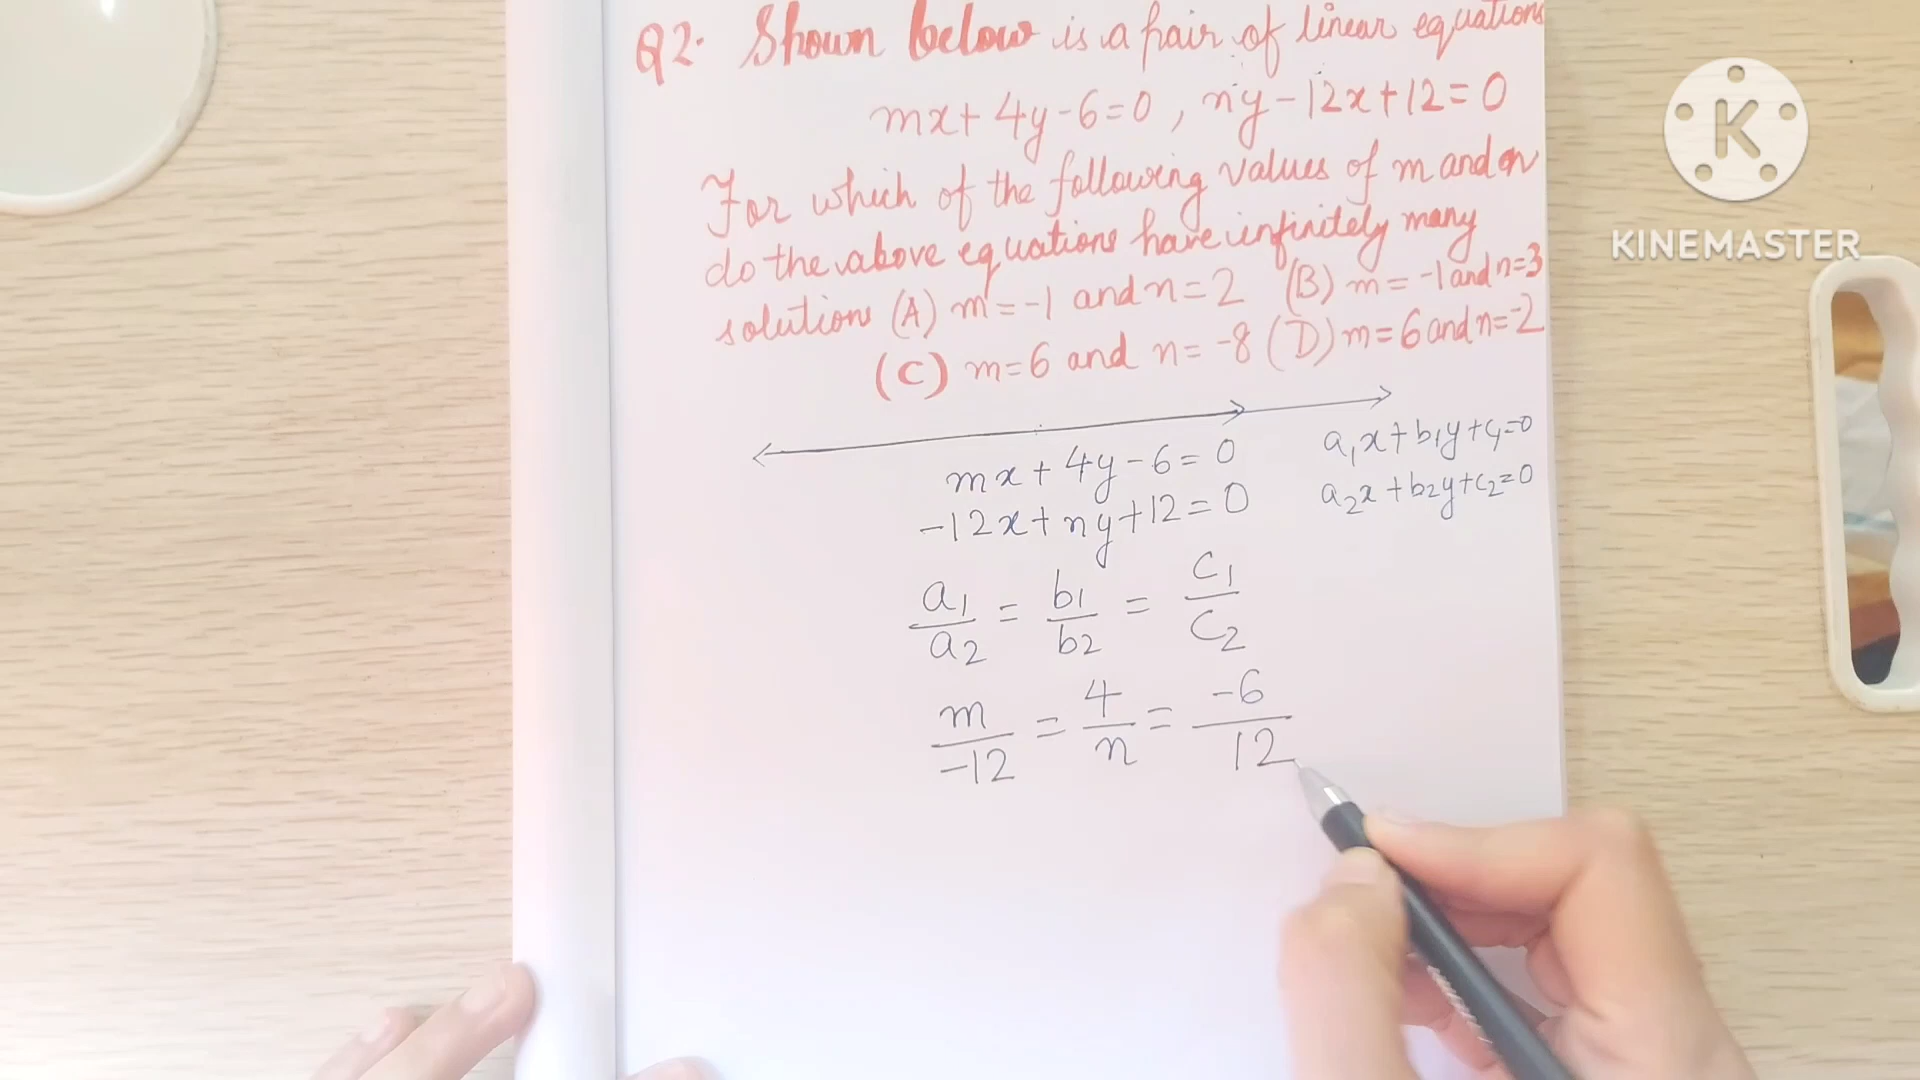 Q2. Shown below is a pair of linear equations
mx + 4y - 6 = 0 , ny - 12x + 12 = 0
For which of the following values of m and n
do the above equations have infinitely many
solutions (A) m = -1 and n = 2 (B) m = -1 and n = 3
(C) m = 6 and n = -8 (D) m = 6 and n = -2
mx + 4y - 6 = 0
-12x + ny + 12 = 0
a₁x + b₁y + c₁ = 0
a₂x + b₂y + c₂ = 0
a₁/a₂ = b₁/b₂ = c₁/c₂
m/-12 = 4/n = -6/12
K
KINEMASTER